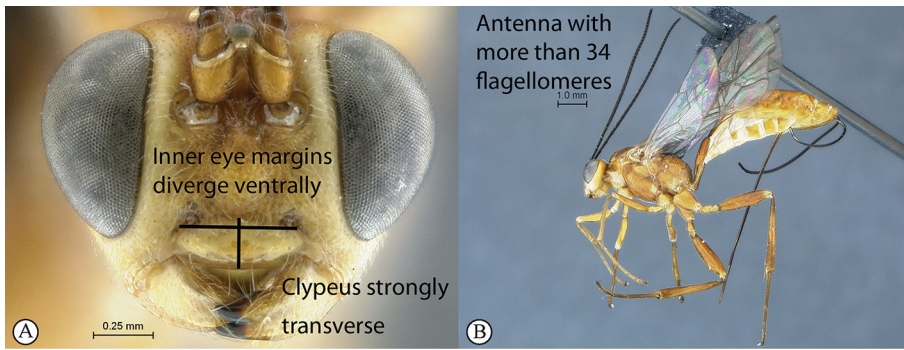 Inner eye margins
diverge ventrally
Clypeus strongly
transverse
0.25 mm
A
Antenna with
more than 34
flagellomeres
1.0 mm
B